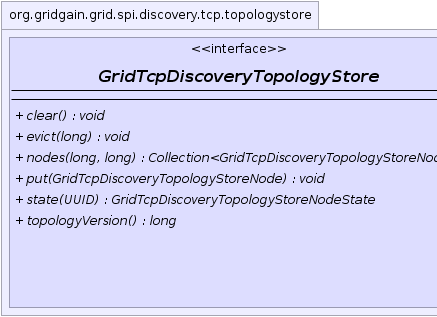 org.gridgain.grid.spi.discovery.tcp.topologystore
<<interface>>
GridTcpDiscoveryTopologyStore
+ clear() : void
+ evict(long) : void
+ nodes(long, long) : Collection<GridTcpDiscoveryTopologyStoreNod
+ put(GridTcpDiscoveryTopologyStoreNode) : void
+ state(UUID) : GridTcpDiscoveryTopologyStoreNodeState
+ topologyVersion() : long